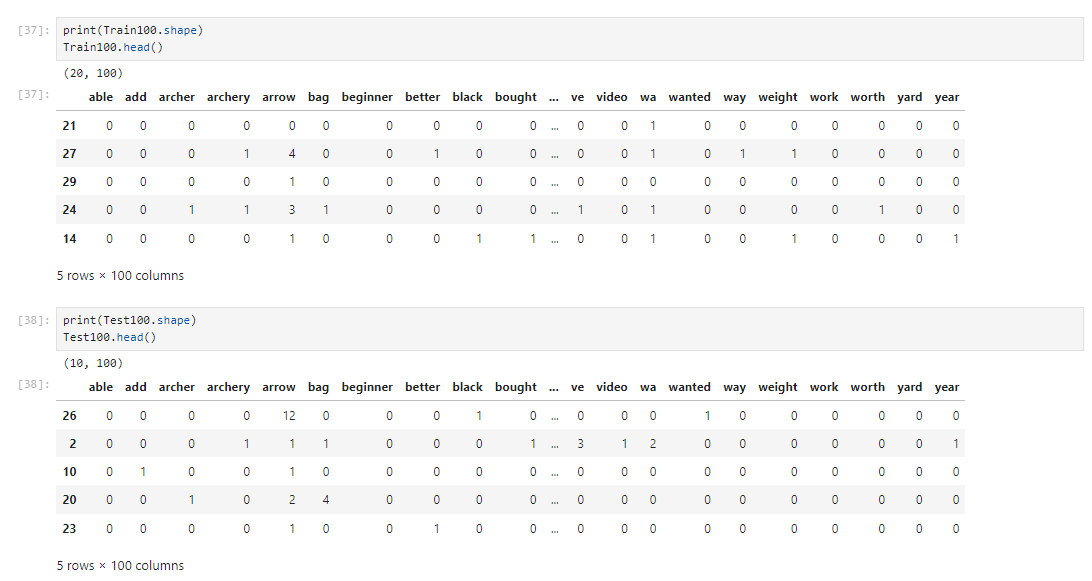 [37]: print(Train100.shape)
Train100.head()
(20, 100)
[37]: able add archer archery arrow bag beginner better black bought ... ve video wa wanted way weight work worth yard year
21 0 0 0 0 0 0 0 0 0 0 ... 0 0 1 0 0 0 0 0 0 0
27 0 0 0 1 4 0 0 1 0 0 ... 0 0 1 0 1 1 0 0 0 0
29 0 0 0 0 1 0 0 0 0 0 ... 0 0 0 0 0 0 0 0 0 0
24 0 0 1 1 3 1 0 0 0 0 ... 1 0 1 0 0 0 0 1 0 0
14 0 0 0 0 1 0 0 0 1 1 ... 0 0 1 0 0 1 0 0 0 1
5 rows × 100 columns
[38]: print(Test100.shape)
Test100.head()
(10, 100)
[38]: able add archer archery arrow bag beginner better black bought ... ve video wa wanted way weight work worth yard year
26 0 0 0 0 12 0 0 0 1 0 ... 0 0 0 1 0 0 0 0 0 0
2 0 0 0 1 1 1 0 0 0 1 ... 3 1 2 0 0 0 0 0 0 1
10 0 1 0 0 1 0 0 0 0 0 ... 0 0 0 0 0 0 0 0 0 0
20 0 0 1 0 2 4 0 0 0 0 ... 0 0 0 0 0 0 0 0 0 0
23 0 0 0 0 1 0 0 1 0 0 ... 0 0 0 0 0 0 0 0 0 0
5 rows × 100 columns